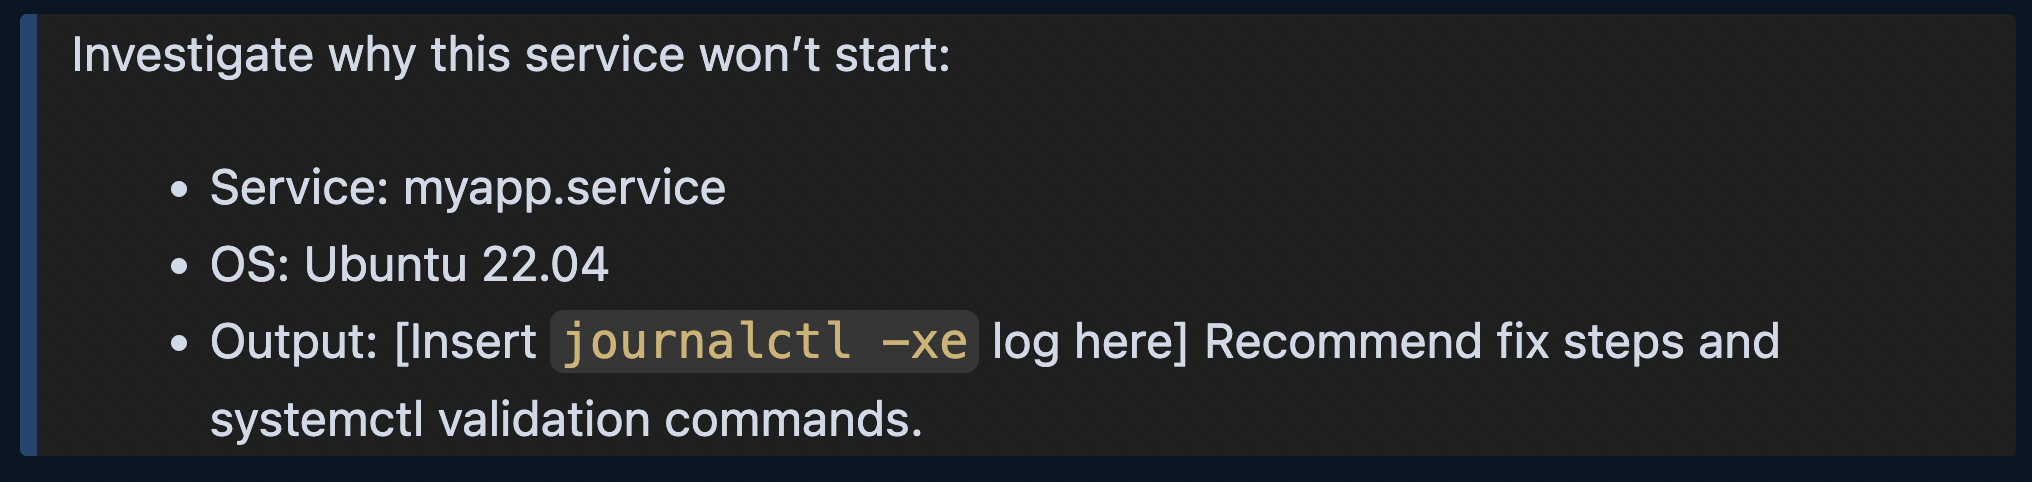 Investigate why this service won’t start:
• Service: myapp.service
• OS: Ubuntu 22.04
• Output: [Insert journalctl -xe log here] Recommend fix steps and
systemctl validation commands.